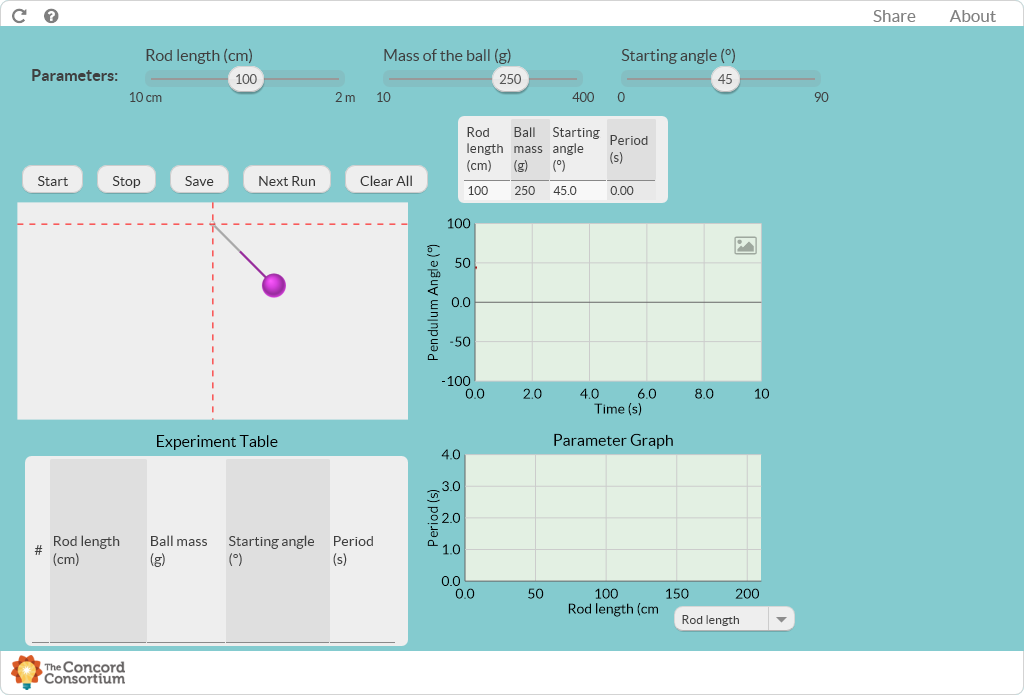 Share About
Parameters:
Rod length (cm)
100
10 cm 2 m
Mass of the ball (g)
250
10 400
Starting angle (º)
45
0 90
Rod length (cm) Ball mass (g) Starting angle (º) Period (s)
100 250 45.0 0.00
Start Stop Save Next Run Clear All
Pendulum Angle (º)
100
50
0.0
-50
-100
0.0 2.0 4.0 6.0 8.0 10
Time (s)
Experiment Table
# Rod length (cm) Ball mass (g) Starting angle (º) Period (s)
Parameter Graph
Period (s)
4.0
3.0
2.0
1.0
0.0
0.0 50 100 150 200
Rod length (cm
Rod length
The Concord
Consortium